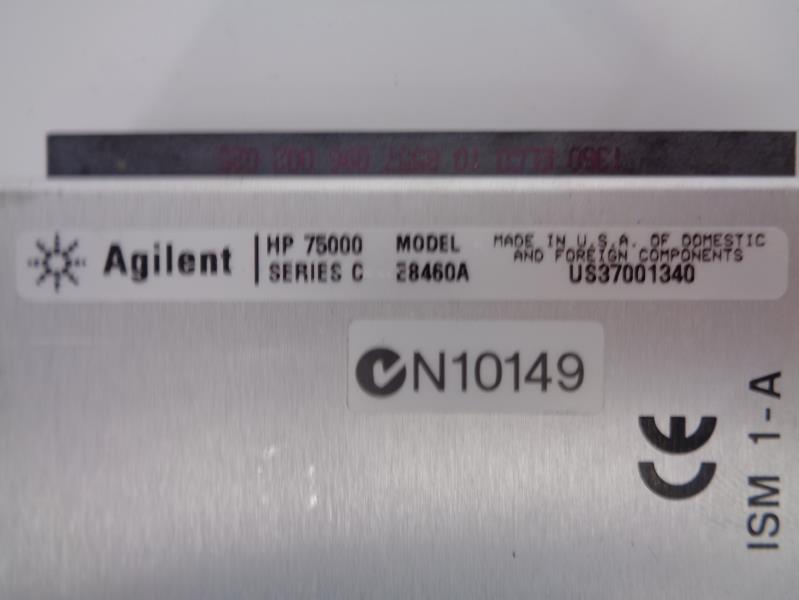 Agilent HP 75000 MODEL MADE IN U.S.A. OF DOMESTIC
SERIES C E8460A AND FOREIGN COMPONENTS
US37001340
N10149
CE
ISM 1-A